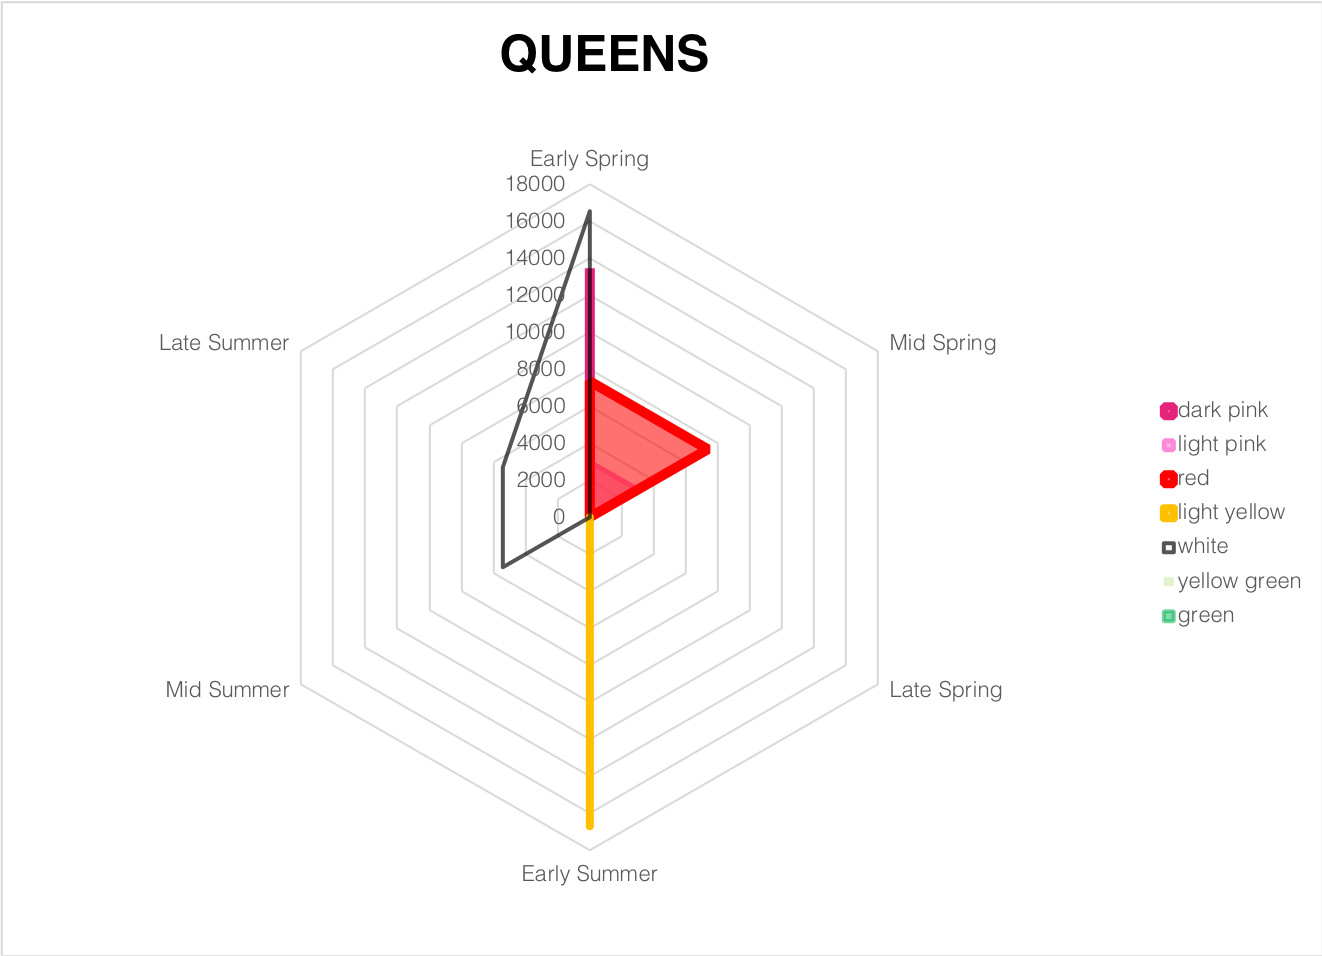 QUEENS
Early Spring
18000
16000
14000
12000
10000
8000
6000
4000
2000
0
Late Summer
Mid Spring
Mid Summer
Late Spring
Early Summer
dark pink
light pink
red
light yellow
white
yellow green
green